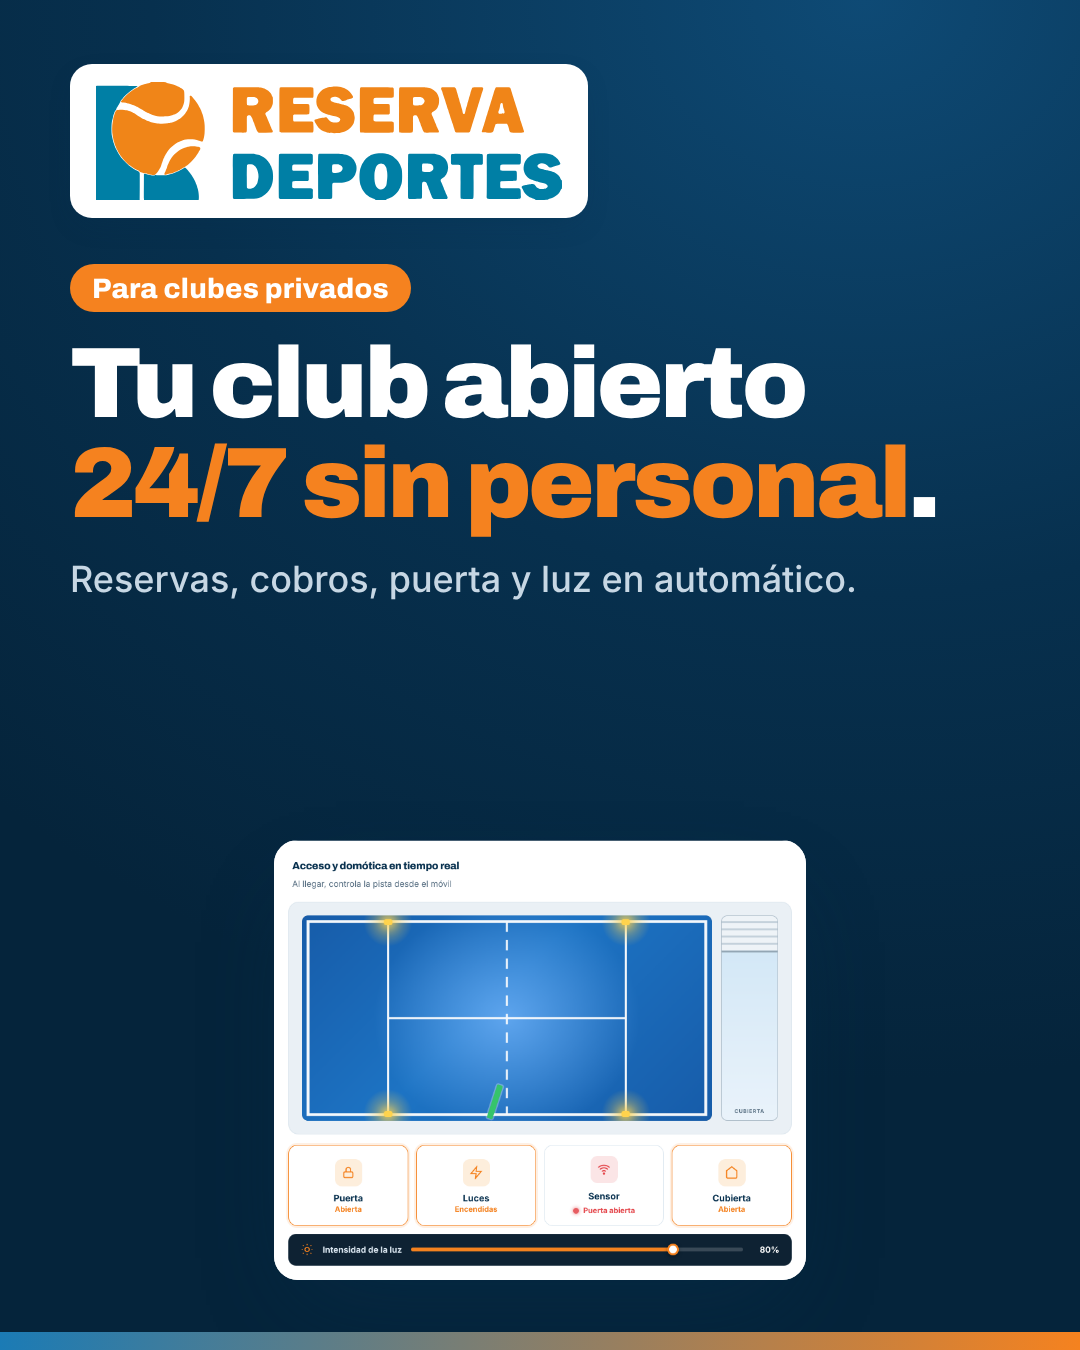 RESERVA
DEPORTES
Para clubes privados
Tu club abierto
24/7 sin personal.
Reservas, cobros, puerta y luz en automático.
Acceso y domótica en tiempo real
Al llegar, controla la pista desde el móvil
CUBIERTA
Puerta
Abierta
Luces
Encendidas
Sensor
Puerta abierta
Cubierta
Abierta
Intensidad de la luz
80%